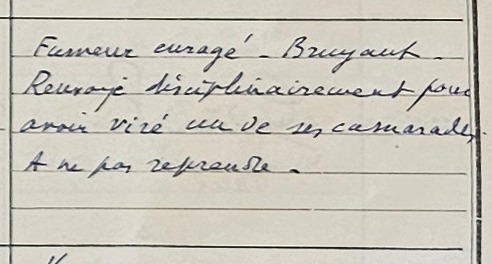 Fumeur enragé - Bruyant -
Renvoyé disciplinairement pour
avoir viré un de ses camarades.
A ne pas reprendre -